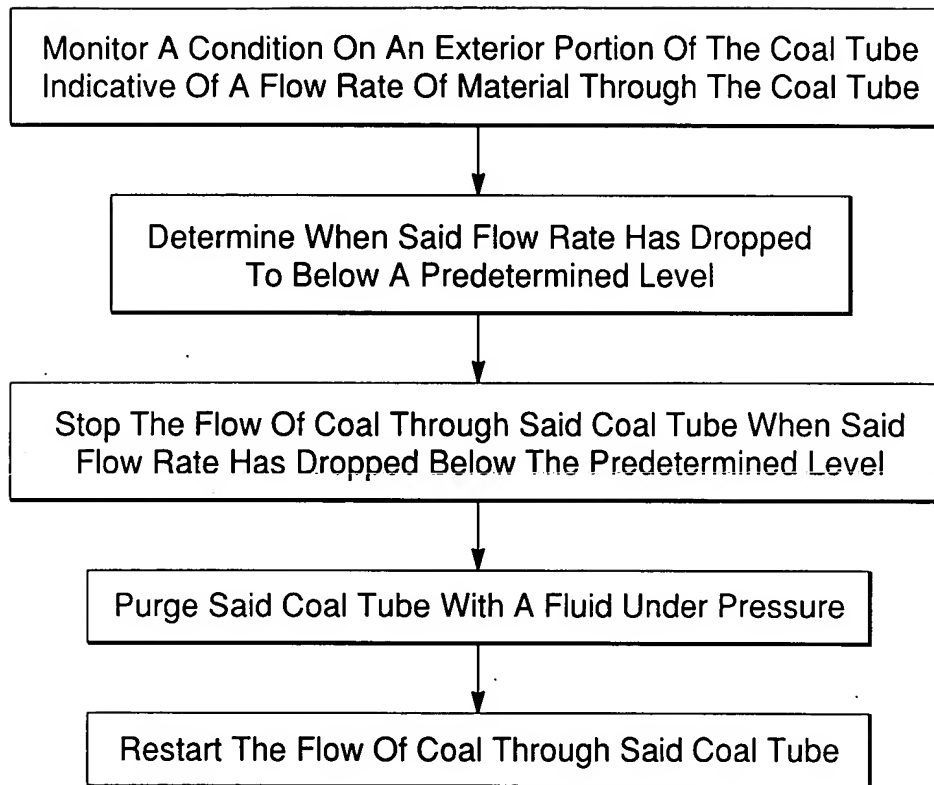 Monitor A Condition On An Exterior Portion Of The Coal Tube
Indicative Of A Flow Rate Of Material Through The Coal Tube
Determine When Said Flow Rate Has Dropped
To Below A Predetermined Level
Stop The Flow Of Coal Through Said Coal Tube When Said
Flow Rate Has Dropped Below The Predetermined Level
Purge Said Coal Tube With A Fluid Under Pressure
Restart The Flow Of Coal Through Said Coal Tube